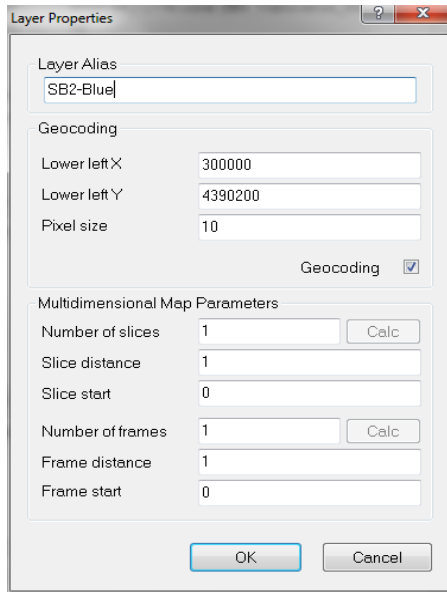 Layer Properties
?
Layer Alias
SB2-Blue
Geocoding
Lower left X 300000
Lower left Y 4390200
Pixel size 10
Geocoding
Multidimensional Map Parameters
Number of slices 1 Calc
Slice distance 1
Slice start 0
Number of frames 1 Calc
Frame distance 1
Frame start 0
OK Cancel